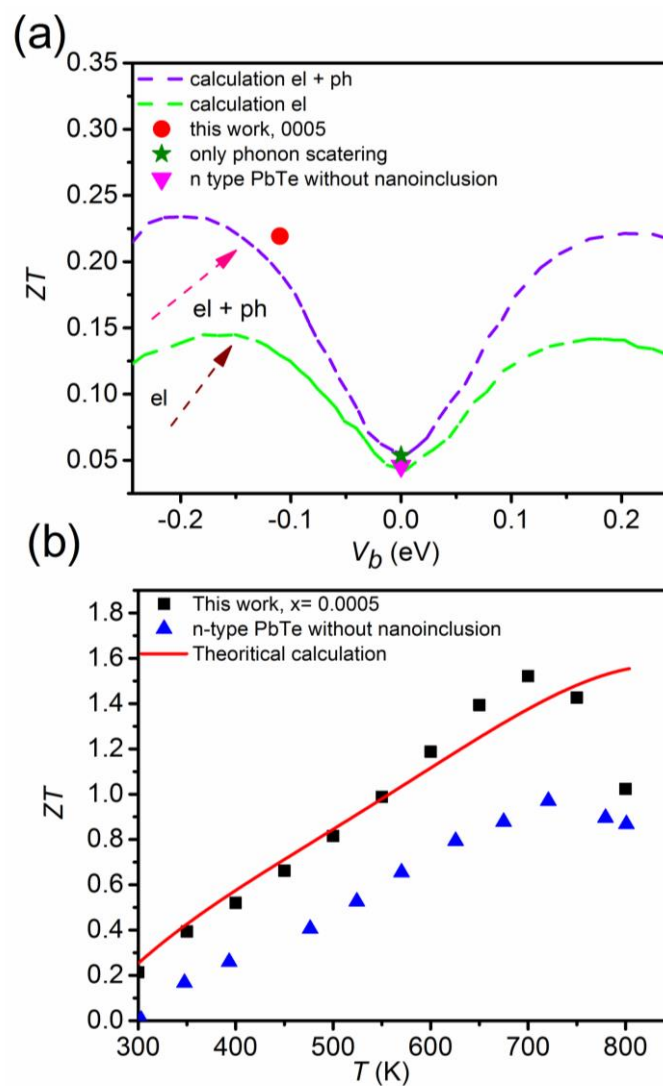 (a)
0.35
0.30
0.25
0.20
0.15
0.10
0.05
ZT
calculation el + ph
calculation el
this work, 0005
only phonon scatering
n type PbTe without nanoinclusion
el + ph
el
-0.2 -0.1 0.0 0.1 0.2
V_b (eV)
(b)
1.8
1.6
1.4
1.2
1.0
0.8
0.6
0.4
0.2
0.0
ZT
This work, x= 0.0005
n-type PbTe without nanoinclusion
Theoritical calculation
300 400 500 600 700 800
T (K)